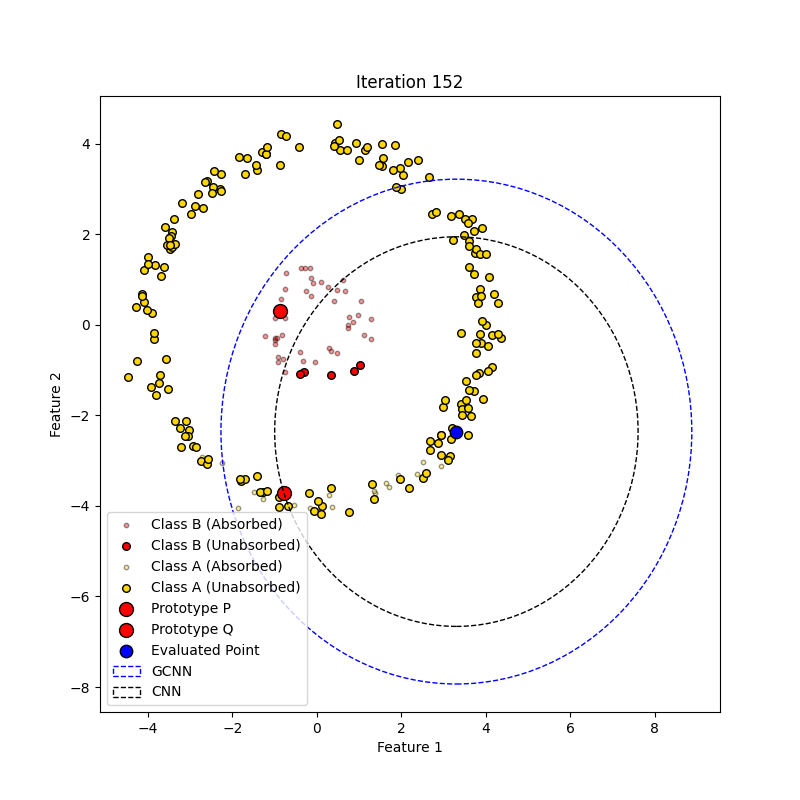 Iteration 152
4
2
0
−2
−4
−6
−8
Feature 2
Class B (Absorbed)
Class B (Unabsorbed)
Class A (Absorbed)
Class A (Unabsorbed)
Prototype P
Prototype Q
Evaluated Point
GCNN
CNN
−4 −2 0 2 4 6 8
Feature 1